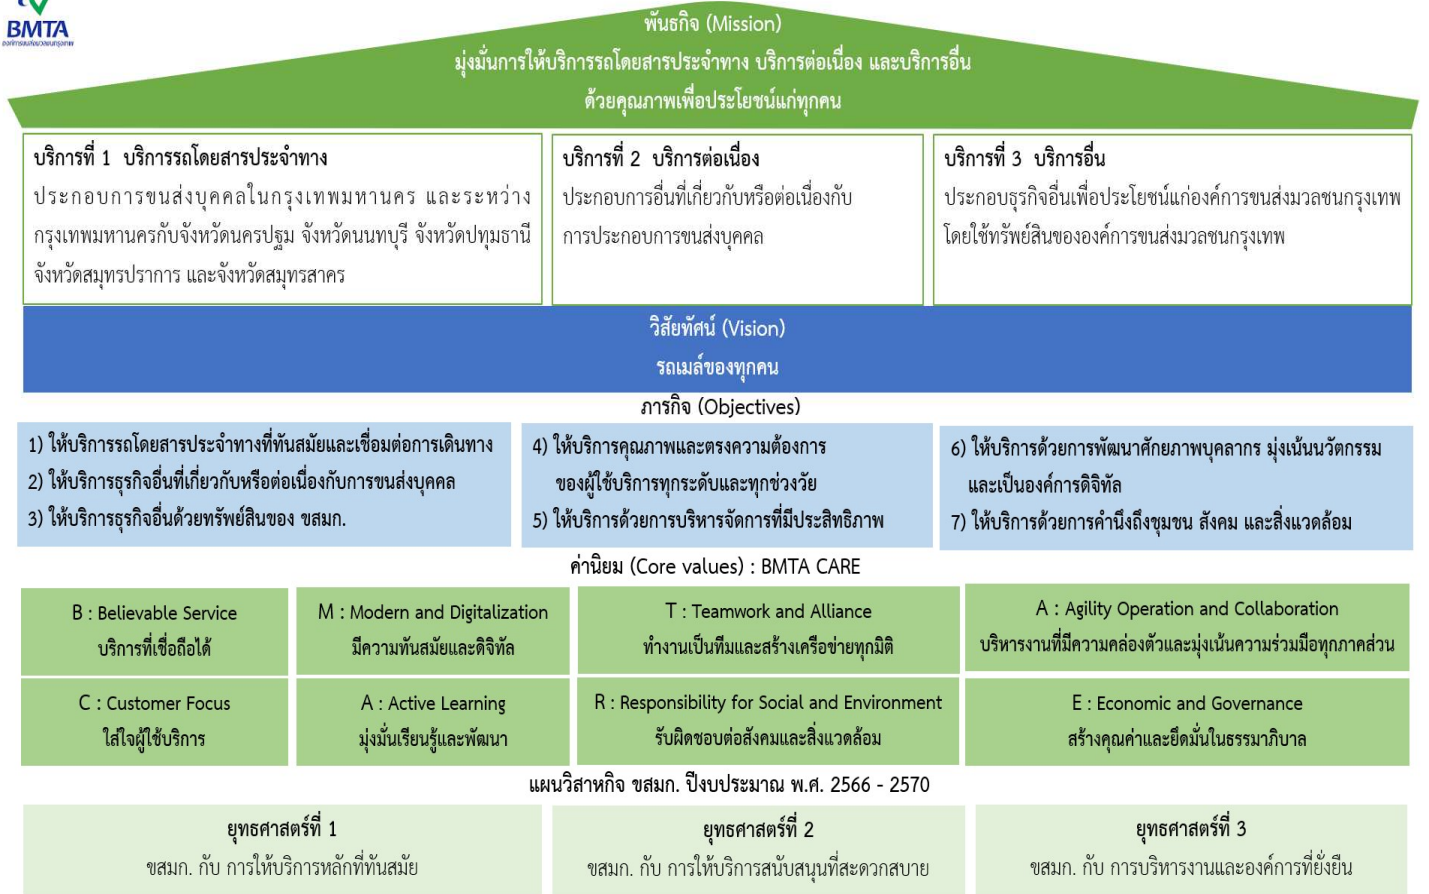 BMTA
องค์การขนส่งมวลชนกรุงเทพ
พันธกิจ (Mission)
มุ่งมั่นการให้บริการรถโดยสารประจำทาง บริการต่อเนื่อง และบริการอื่น
ด้วยคุณภาพเพื่อประโยชน์แก่ทุกคน
บริการที่ 1 บริการรถโดยสารประจำทาง
ประกอบการขนส่งบุคคลในกรุงเทพมหานคร และระหว่าง
กรุงเทพมหานครกับจังหวัดนครปฐม จังหวัดนนทบุรี จังหวัดปทุมธานี
จังหวัดสมุทรปราการ และจังหวัดสมุทรสาคร
บริการที่ 2 บริการต่อเนื่อง
ประกอบการอื่นที่เกี่ยวกับหรือต่อเนื่องกับ
การประกอบการขนส่งบุคคล
บริการที่ 3 บริการอื่น
ประกอบธุรกิจอื่นเพื่อประโยชน์แก่องค์การขนส่งมวลชนกรุงเทพ
โดยใช้ทรัพย์สินขององค์การขนส่งมวลชนกรุงเทพ
วิสัยทัศน์ (Vision)
รถเมล์ของทุกคน
ภารกิจ (Objectives)
1) ให้บริการรถโดยสารประจำทางที่ทันสมัยและเชื่อมต่อการเดินทาง
2) ให้บริการธุรกิจอื่นที่เกี่ยวกับหรือต่อเนื่องกับการขนส่งบุคคล
3) ให้บริการธุรกิจอื่นด้วยทรัพย์สินของ ขสมก.
4) ให้บริการคุณภาพและตรงความต้องการ
ของผู้ใช้บริการทุกระดับและทุกช่วงวัย
5) ให้บริการด้วยการบริหารจัดการที่มีประสิทธิภาพ
6) ให้บริการด้วยการพัฒนาศักยภาพบุคลากร มุ่งเน้นนวัตกรรม
และเป็นองค์การดิจิทัล
7) ให้บริการด้วยการคำนึงถึงชุมชน สังคม และสิ่งแวดล้อม
ค่านิยม (Core values) : BMTA CARE
B : Believable Service
บริการที่เชื่อถือได้
M : Modern and Digitalization
มีความทันสมัยและดิจิทัล
T : Teamwork and Alliance
ทำงานเป็นทีมและสร้างเครือข่ายทุกมิติ
A : Agility Operation and Collaboration
บริหารงานที่มีความคล่องตัวและมุ่งเน้นความร่วมมือทุกภาคส่วน
C : Customer Focus
ใส่ใจผู้ใช้บริการ
A : Active Learning
มุ่งมั่นเรียนรู้และพัฒนา
R : Responsibility for Social and Environment
รับผิดชอบต่อสังคมและสิ่งแวดล้อม
E : Economic and Governance
สร้างคุณค่าและยึดมั่นในธรรมาภิบาล
แผนวิสาหกิจ ขสมก. ปีงบประมาณ พ.ศ. 2566 - 2570
ยุทธศาสตร์ที่ 1
ขสมก. กับ การให้บริการหลักที่ทันสมัย
ยุทธศาสตร์ที่ 2
ขสมก. กับ การให้บริการสนับสนุนที่สะดวกสบาย
ยุทธศาสตร์ที่ 3
ขสมก. กับ การบริหารงานและองค์การที่ยั่งยืน